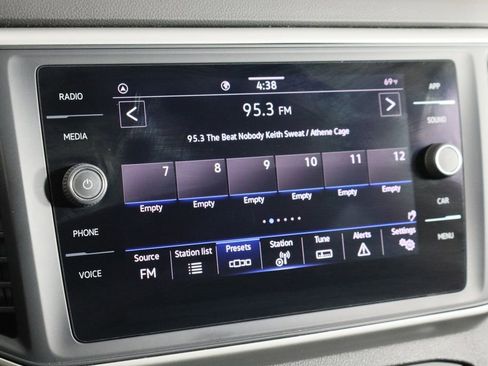 RADIO
MEDIA
PHONE
VOICE
4:38
69°F
95.3 FM
95.3 The Beat Nobody Keith Sweat / Athene Cage
7 8 9 10 11 12
Empty Empty Empty Empty Empty Empty
Source Station list Presets Station Tune Alerts Settings
FM
APP
SOUND
CAR
MENU